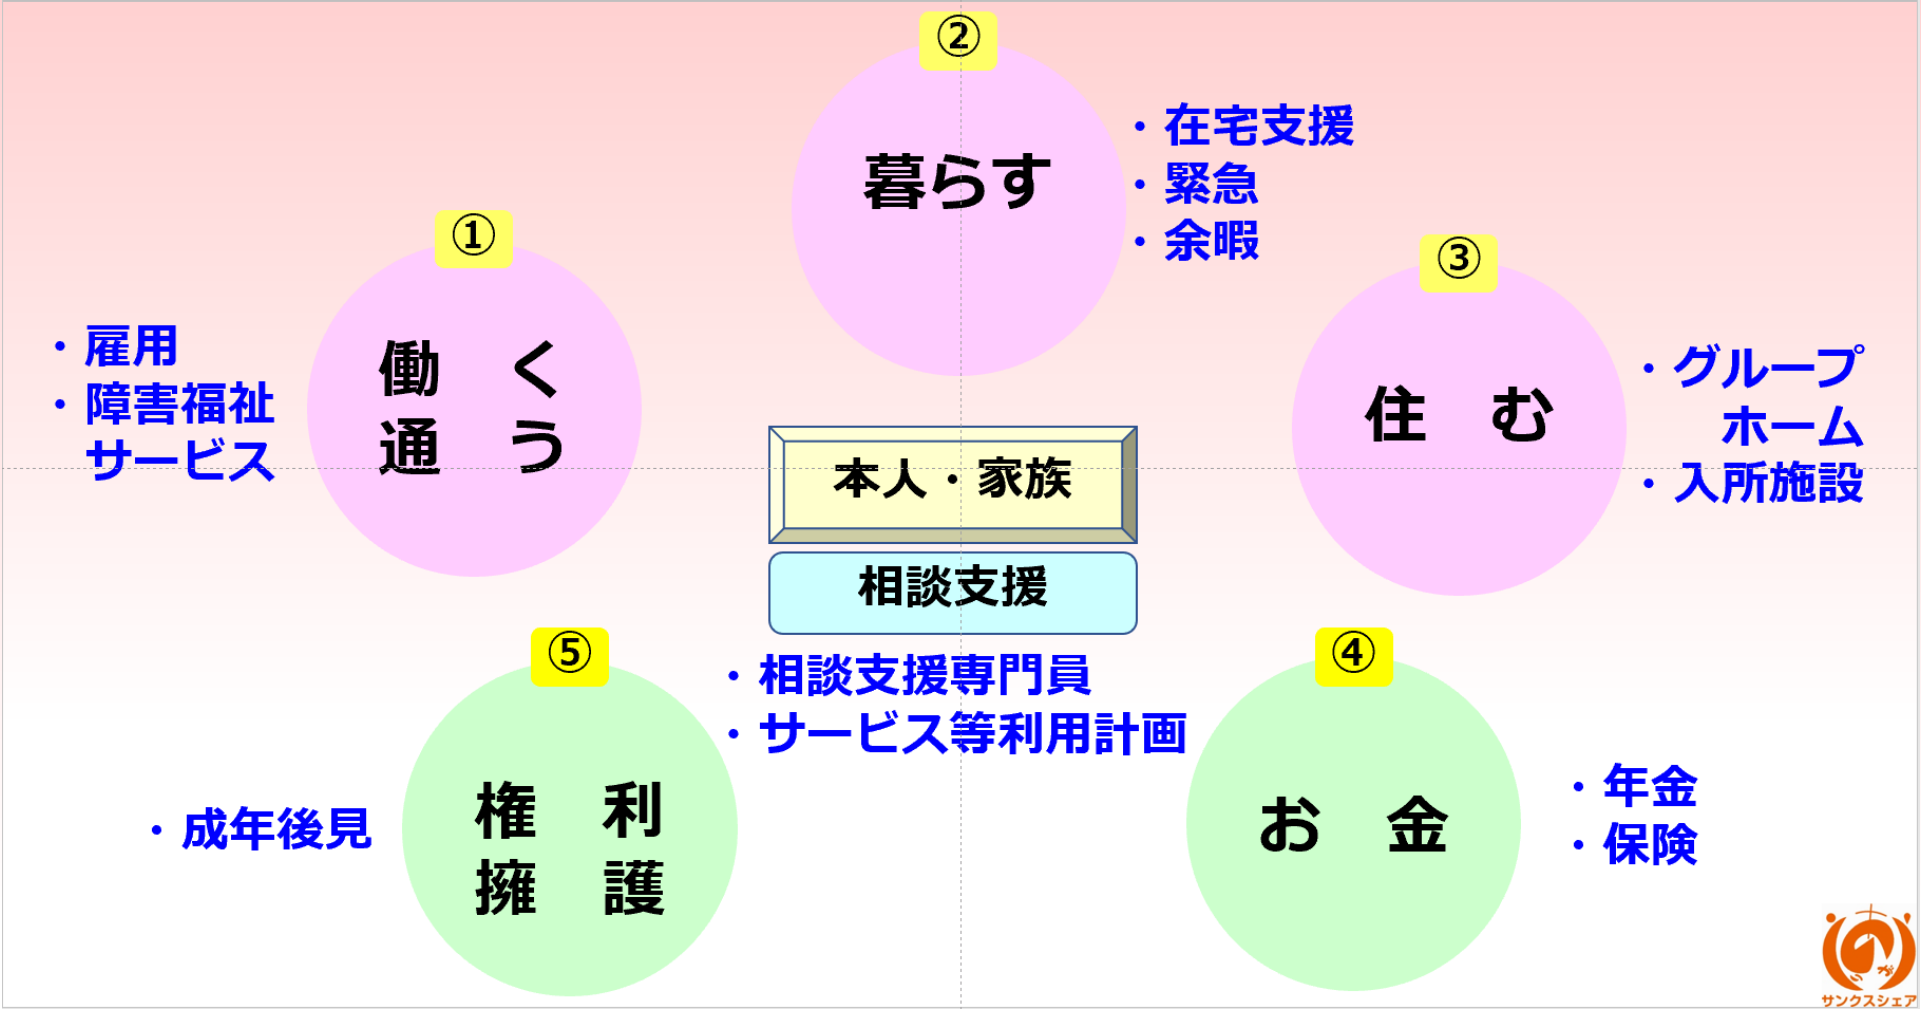 ①
働　く
通　う
・雇用
・障害福祉
サービス
②
暮らす
・在宅支援
・緊急
・余暇
③
住　む
・グループ
ホーム
・入所施設
本人・家族
相談支援
・相談支援専門員
・サービス等利用計画
④
お　金
・年金
・保険
⑤
権　利
擁　護
・成年後見
サンクスシェア